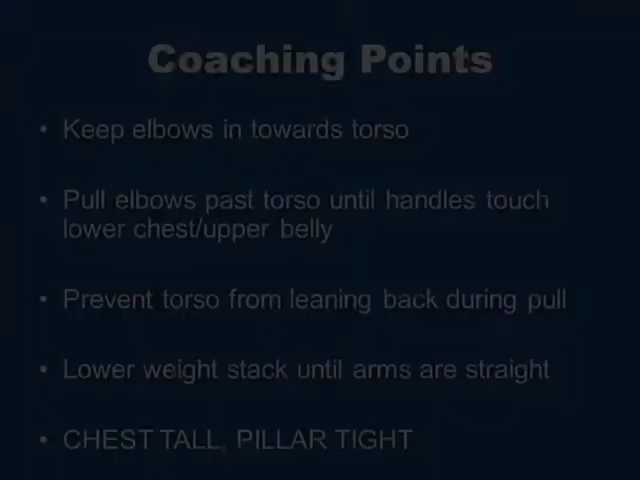 Coaching Points
• Keep elbows in towards torso
• Pull elbows past torso until handles touch
lower chest/upper belly
• Prevent torso from leaning back during pull
• Lower weight stack until arms are straight
• CHEST TALL, PILLAR TIGHT